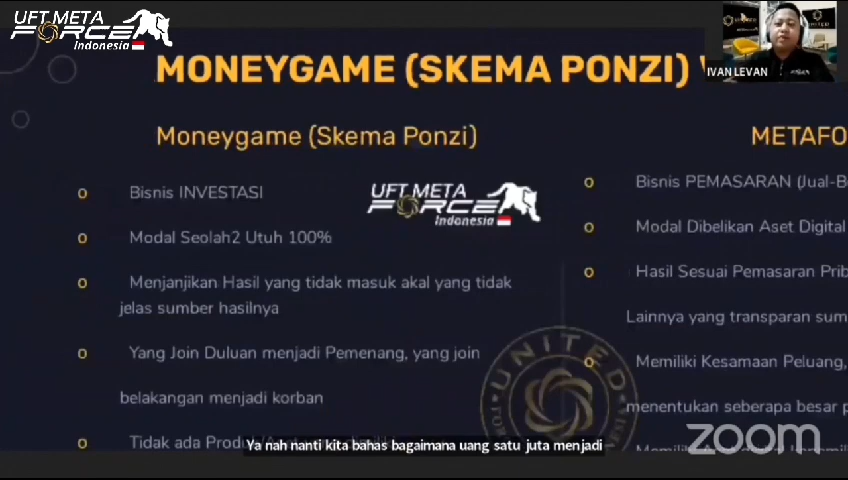 UFT META
FORCE
Indonesia
IVAN LEVAN
MONEYGAME (SKEMA PONZI)
Moneygame (Skema Ponzi)
o Bisnis INVESTASI
o Modal Seolah2 Utuh 100%
o Menjanjikan Hasil yang tidak masuk akal yang tidak
jelas sumber hasilnya
o Yang Join Duluan menjadi Pemenang, yang join
belakangan menjadi korban
o Tidak ada
UFT META
FORCE
Indonesia
METAFO
o Bisnis PEMASARAN (Jual-B
o Modal Dibelikan Aset Digital
o Hasil Sesuai Pemasaran Prib
Lainnya yang transparan sum
o Memiliki Kesamaan Peluang,
menentukan seberapa besar p
UNITED
zoom
Ya nah nanti kita bahas bagaimana uang satu juta menjadi